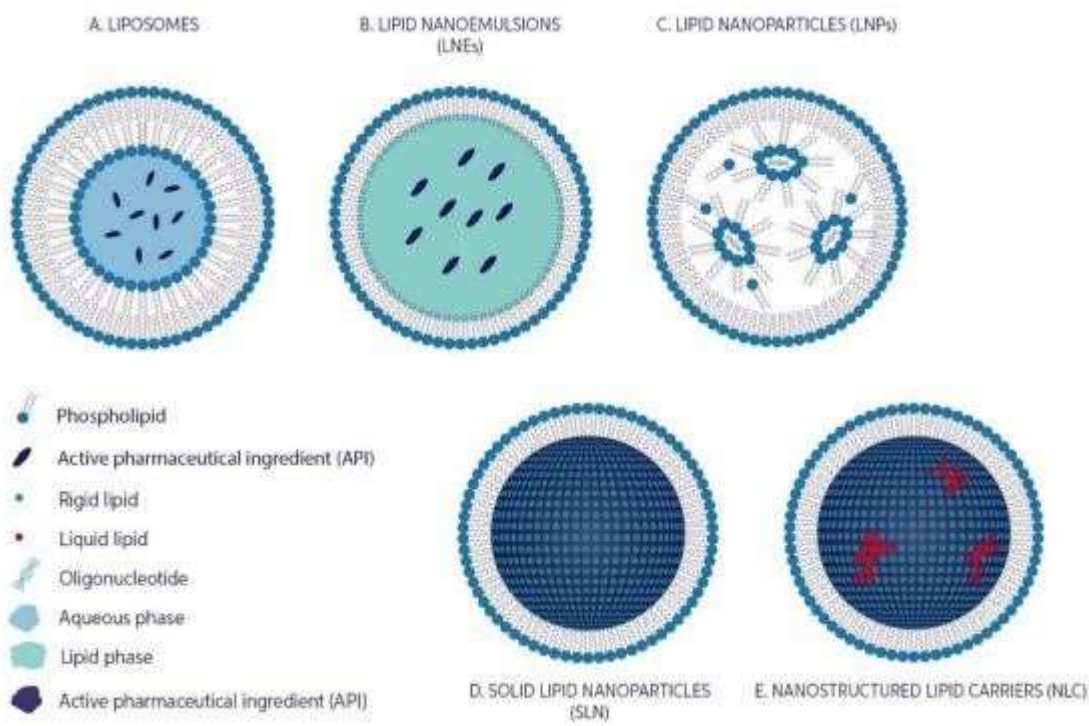 A. LIPOSOMES
B. LIPID NANOEMULSIONS
(LNEs)
C. LIPID NANOPARTICLES (LNPs)
Phospholipid
Active pharmaceutical ingredient (API)
Rigid lipid
Liquid lipid
Oligonucleotide
Aqueous phase
Lipid phase
Active pharmaceutical ingredient (API)
D. SOLID LIPID NANOPARTICLES
(SLN)
E. NANOSTRUCTURED LIPID CARRIERS (NLC)